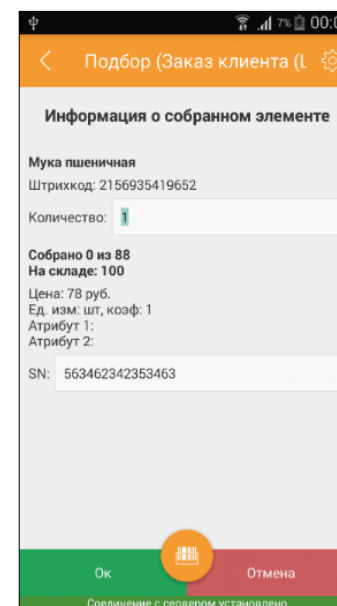 7% 00:0
Подбор (Заказ клиента (L
Информация о собранном элементе
Мука пшеничная
Штрихкод: 2156935419652
Количество: 1
Собрано 0 из 88
На складе: 100
Цена: 78 руб.
Ед. изм: шт, коэф: 1
Атрибут 1:
Атрибут 2:
SN: 563462342353463
Ок Отмена
Соединение с сервером установлено